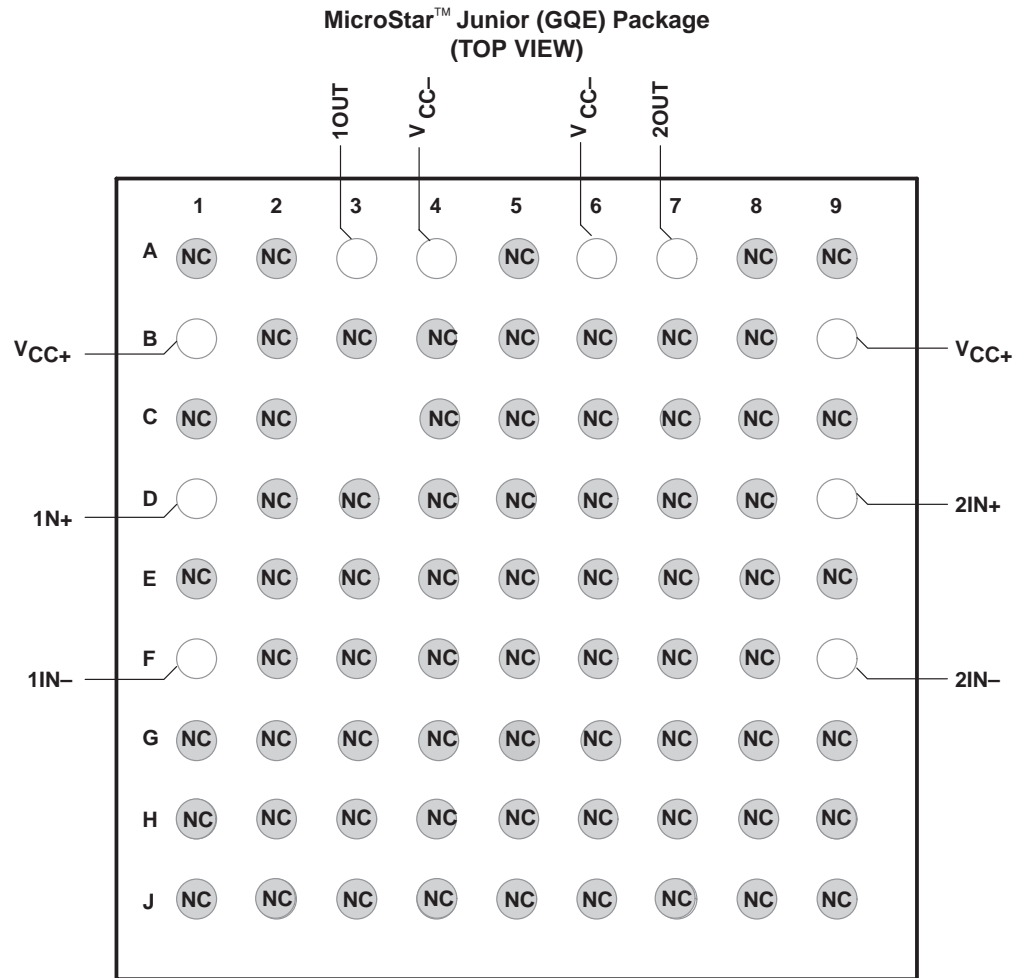 MicroStar™ Junior (GQE) Package
(TOP VIEW)
1OUT
VCC–
VCC–
2OUT
1 2 3 4 5 6 7 8 9
A NC NC NC NC NC
B NC NC NC NC NC NC NC
VCC+
VCC+
C NC NC NC NC NC NC NC NC
D NC NC NC NC NC NC NC
1N+
2IN+
E NC NC NC NC NC NC NC NC NC
F NC NC NC NC NC NC NC
1IN–
2IN–
G NC NC NC NC NC NC NC NC NC
H NC NC NC NC NC NC NC NC NC
J NC NC NC NC NC NC NC NC NC